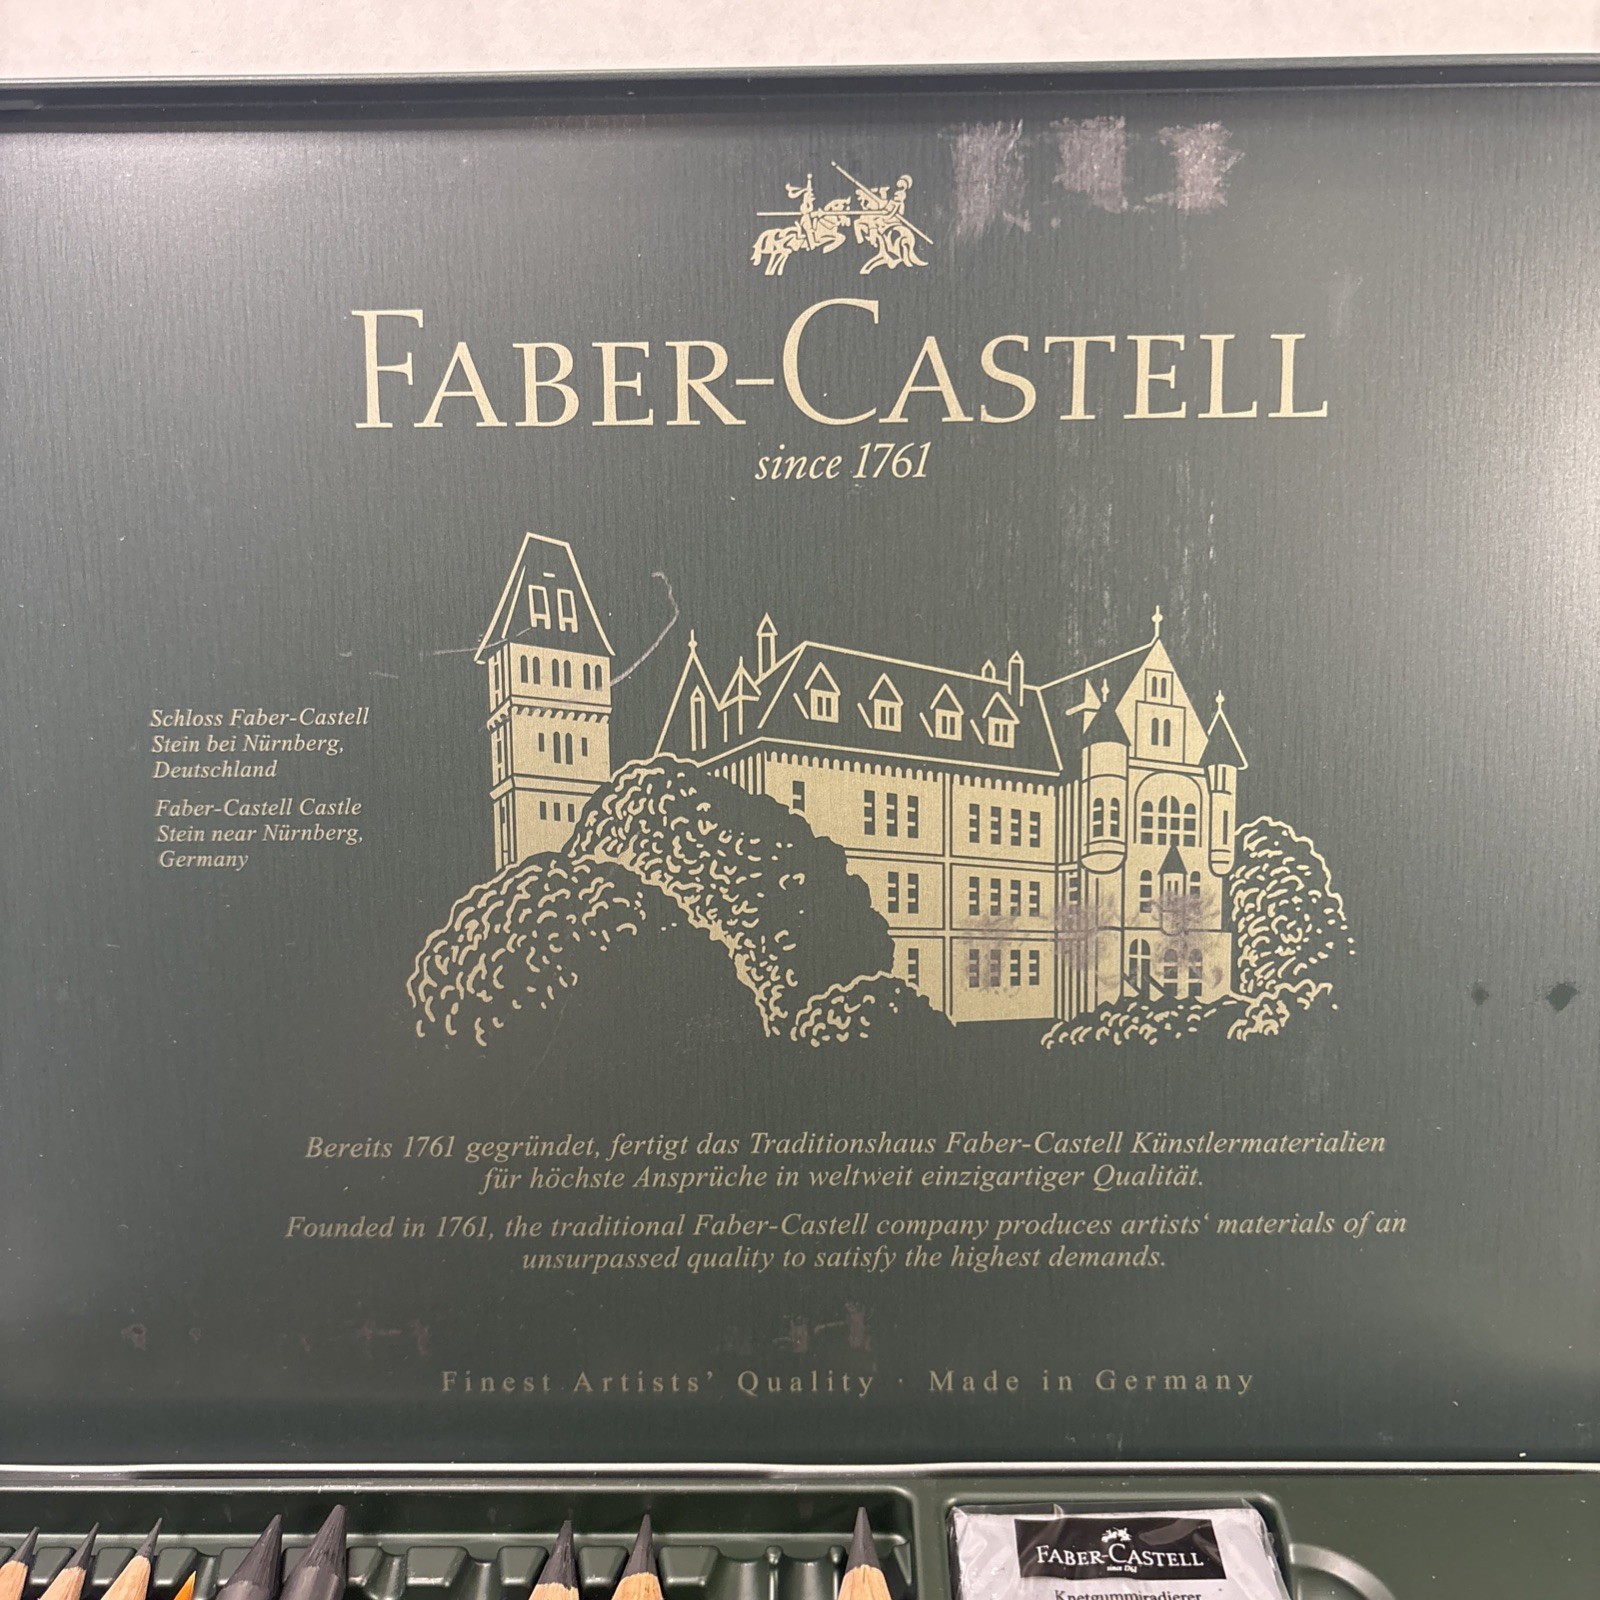 FABER-CASTELL
since 1761
Schloss Faber-Castell
Stein bei Nürnberg,
Deutschland
Faber-Castell Castle
Stein near Nürnberg,
Germany
Bereits 1761 gegründet, fertigt das Traditionshaus Faber-Castell Künstlermaterialien
für höchste Ansprüche in weltweit einzigartiger Qualität.
Founded in 1761, the traditional Faber-Castell company produces artists‘ materials of an
unsurpassed quality to satisfy the highest demands.
Finest Artists’ Quality · Made in Germany
FABER-CASTELL
since 1761
Knetgummiradierer